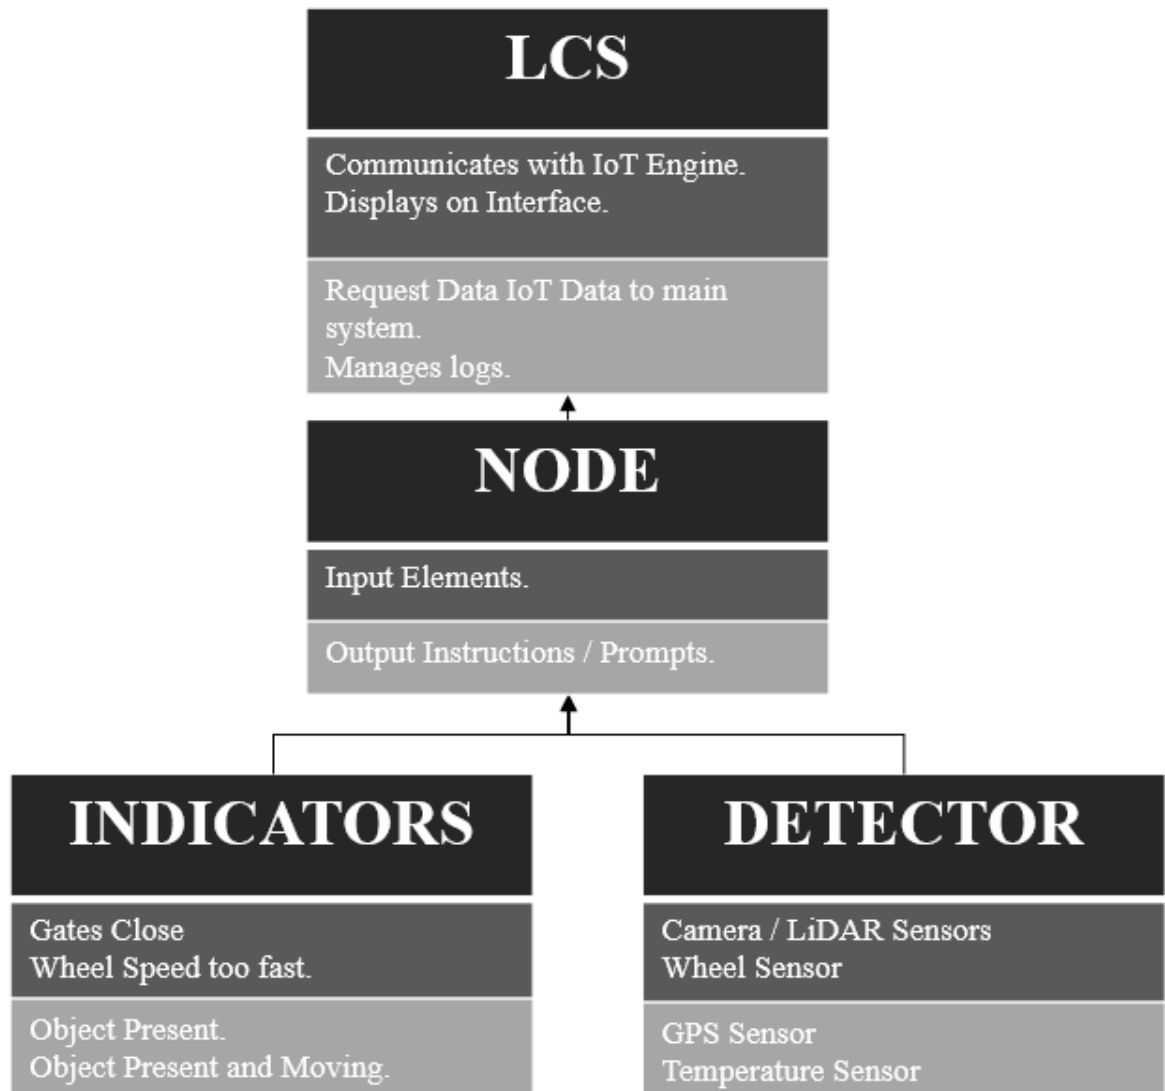 LCS
Communicates with IoT Engine.
Displays on Interface.
Request Data IoT Data to main
system.
Manages logs.
NODE
Input Elements.
Output Instructions / Prompts.
INDICATORS
Gates Close
Wheel Speed too fast.
Object Present.
Object Present and Moving.
DETECTOR
Camera / LiDAR Sensors
Wheel Sensor
GPS Sensor
Temperature Sensor